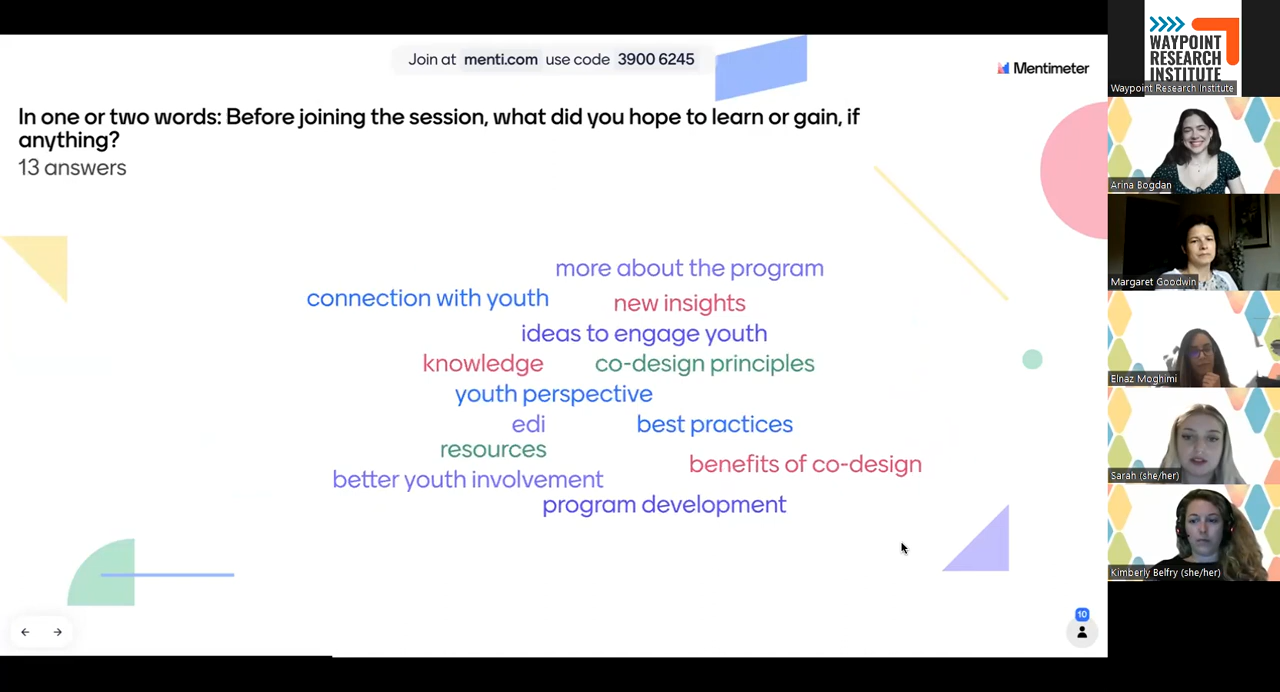 Join at menti.com use code 3900 6245
Mentimeter
In one or two words: Before joining the session, what did you hope to learn or gain, if
anything?
13 answers
more about the program
connection with youth
new insights
ideas to engage youth
knowledge
co-design principles
youth perspective
edi
best practices
resources
benefits of co-design
better youth involvement
program development
10
WAYPOINT
RESEARCH
INSTITUTE
Waypoint Research Institute
Arina Bogdan
Margaret Goodwin
Elnaz Moghimi
Sarah (she/her)
Kimberly Belfry (she/her)